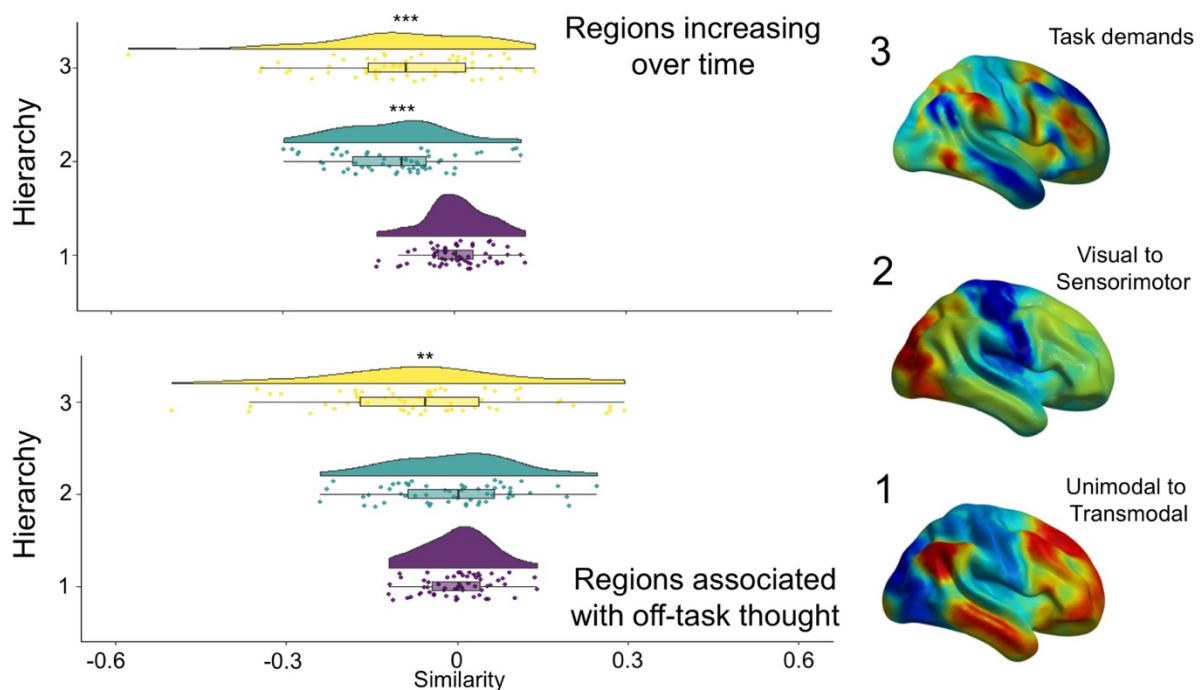 ***
Regions increasing
over time
3
***
2
1
Hierarchy
**
3
2
1
Hierarchy
Regions associated
with off-task thought
-0.6
-0.3
0
0.3
0.6
Similarity
3
Task demands
2
Visual to
Sensorimotor
1
Unimodal to
Transmodal